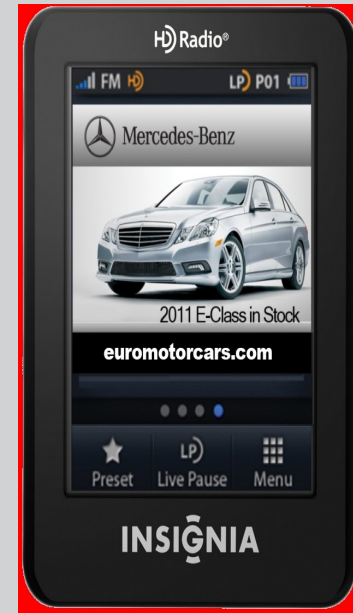 HD Radio®
FM HD LP P01
Mercedes-Benz
2011 E-Class in Stock
euromotorcars.com
LP
Preset Live Pause Menu
INSIGNIA